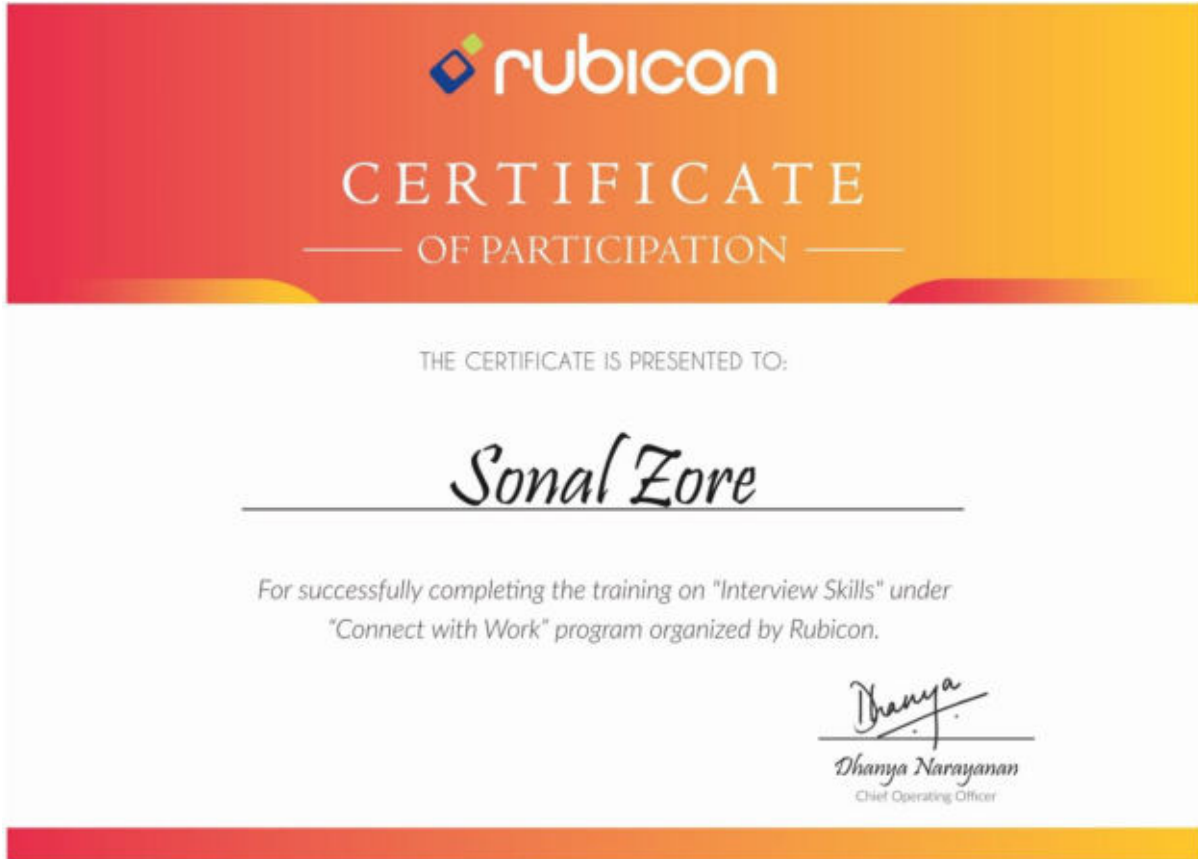 rubicon
CERTIFICATE
OF PARTICIPATION
THE CERTIFICATE IS PRESENTED TO:
Sonal Zore
For successfully completing the training on "Interview Skills" under
"Connect with Work" program organized by Rubicon.
Dhanya
Dhanya Narayanan
Chief Operating Officer